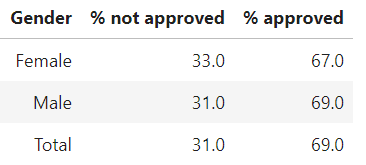 Gender % not approved % approved
Female 33.0 67.0
Male 31.0 69.0
Total 31.0 69.0